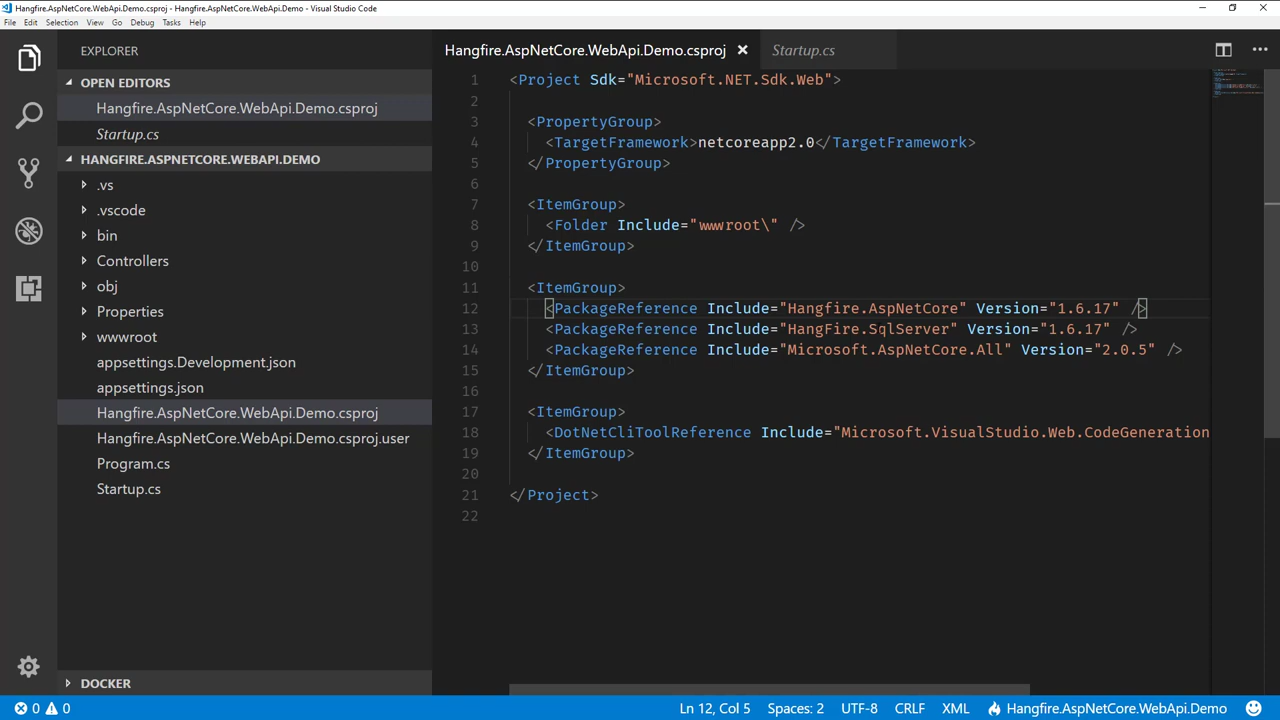 Hangfire.AspNetCore.WebApi.Demo.csproj - Hangfire.AspNetCore.WebApi.Demo - Visual Studio Code
File Edit Selection View Go Debug Tasks Help
EXPLORER
OPEN EDITORS
Hangfire.AspNetCore.WebApi.Demo.csproj
Startup.cs
HANGFIRE.ASPNETCORE.WEBAPI.DEMO
.vs
.vscode
bin
Controllers
obj
Properties
wwwroot
appsettings.Development.json
appsettings.json
Hangfire.AspNetCore.WebApi.Demo.csproj
Hangfire.AspNetCore.WebApi.Demo.csproj.user
Program.cs
Startup.cs
DOCKER
Hangfire.AspNetCore.WebApi.Demo.csproj Startup.cs
1 <Project Sdk="Microsoft.NET.Sdk.Web">
2
3 <PropertyGroup>
4 <TargetFramework>netcoreapp2.0</TargetFramework>
5 </PropertyGroup>
6
7 <ItemGroup>
8 <Folder Include="wwwroot\" />
9 </ItemGroup>
10
11 <ItemGroup>
12 <PackageReference Include="Hangfire.AspNetCore" Version="1.6.17" />
13 <PackageReference Include="HangFire.SqlServer" Version="1.6.17" />
14 <PackageReference Include="Microsoft.AspNetCore.All" Version="2.0.5" />
15 </ItemGroup>
16
17 <ItemGroup>
18 <DotNetCliToolReference Include="Microsoft.VisualStudio.Web.CodeGeneration
19 </ItemGroup>
20
21 </Project>
22
0 0 Ln 12, Col 5 Spaces: 2 UTF-8 CRLF XML Hangfire.AspNetCore.WebApi.Demo